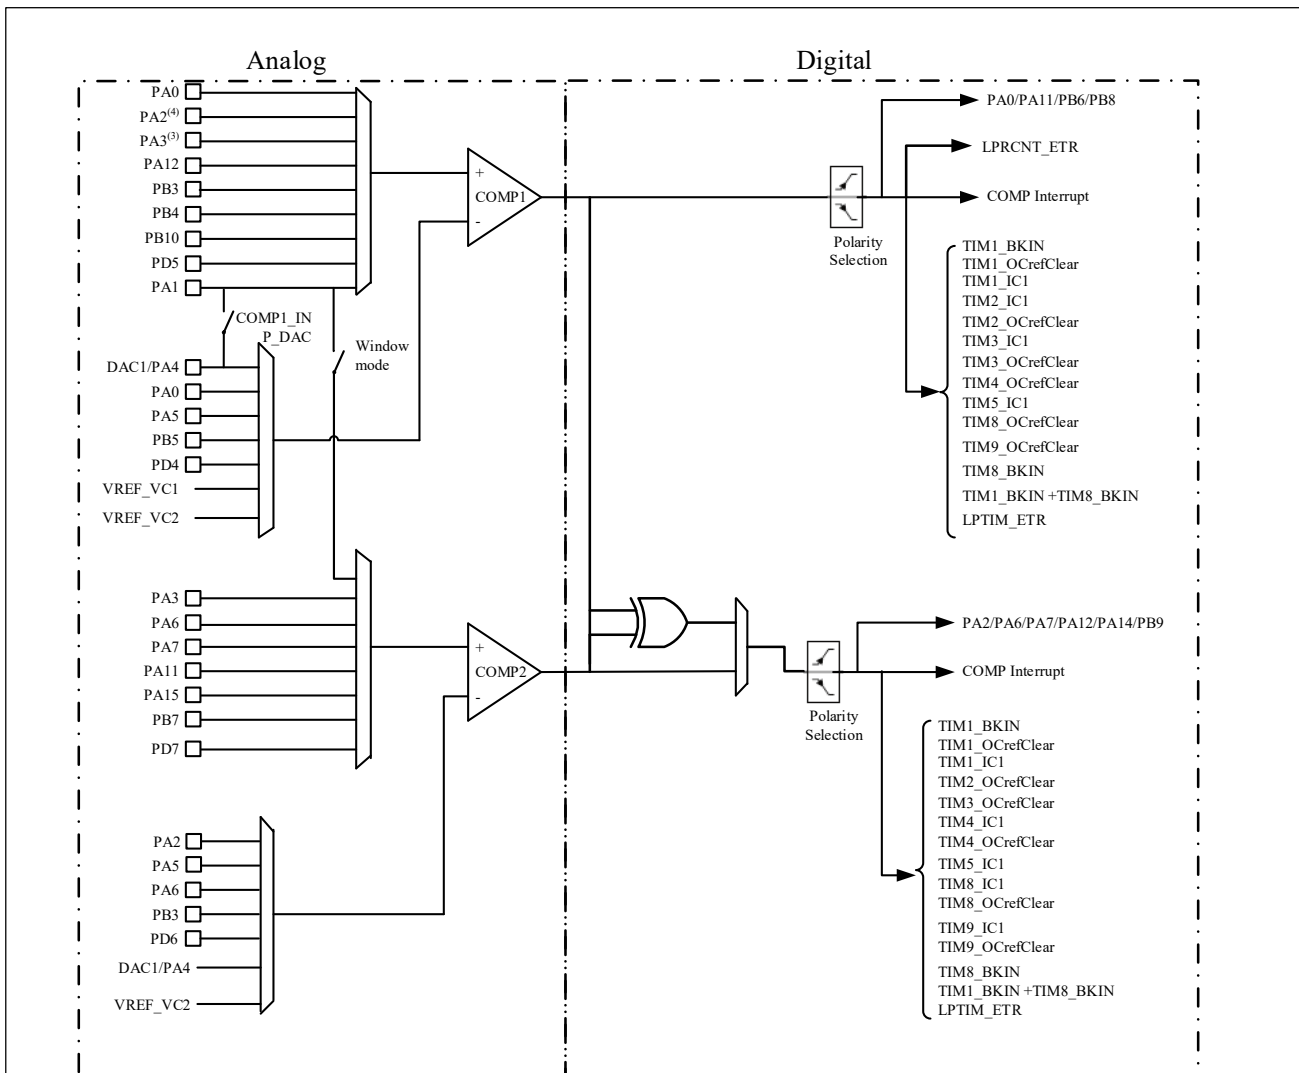 Analog
Digital
PA0
PA2(4)
PA3(3)
PA12
PB3
PB4
PB10
PD5
PA1
COMP1_IN
P_DAC
Window
mode
DAC1/PA4
PA0
PA5
PB5
PD4
VREF_VC1
VREF_VC2
+
COMP1
-
Polarity
Selection
PA0/PA11/PB6/PB8
LPRCNT_ETR
COMP Interrupt
TIM1_BKIN
TIM1_OCrefClear
TIM1_IC1
TIM2_IC1
TIM2_OCrefClear
TIM3_IC1
TIM3_OCrefClear
TIM4_OCrefClear
TIM5_IC1
TIM8_OCrefClear
TIM9_OCrefClear
TIM8_BKIN
TIM1_BKIN +TIM8_BKIN
LPTIM_ETR
PA3
PA6
PA7
PA11
PA15
PB7
PD7
+
COMP2
-
PA2
PA5
PA6
PB3
PD6
DAC1/PA4
VREF_VC2
Polarity
Selection
PA2/PA6/PA7/PA12/PA14/PB9
COMP Interrupt
TIM1_BKIN
TIM1_OCrefClear
TIM1_IC1
TIM2_OCrefClear
TIM3_OCrefClear
TIM4_IC1
TIM4_OCrefClear
TIM5_IC1
TIM8_IC1
TIM8_OCrefClear
TIM9_IC1
TIM9_OCrefClear
TIM8_BKIN
TIM1_BKIN +TIM8_BKIN
LPTIM_ETR